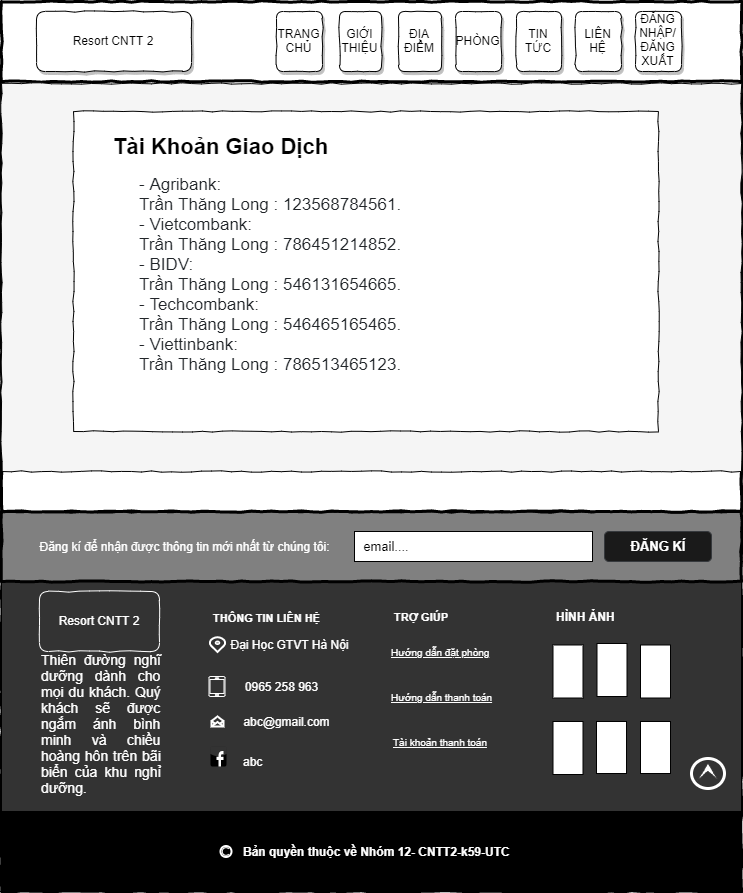 Resort CNTT 2
TRANG
CHỦ
GIỚI
THIỆU
ĐỊA
ĐIỂM
PHÒNG
TIN
TỨC
LIÊN
HỆ
ĐĂNG
NHẬP/
ĐĂNG
XUẤT
Tài Khoản Giao Dịch
- Agribank:
Trần Thăng Long : 123568784561.
- Vietcombank:
Trần Thăng Long : 786451214852.
- BIDV:
Trần Thăng Long : 546131654665.
- Techcombank:
Trần Thăng Long : 546465165465.
- Viettinbank:
Trần Thăng Long : 786513465123.
Đăng kí để nhận được thông tin mới nhất từ chúng tôi:
email....
ĐĂNG KÍ
Resort CNTT 2
Thiên đường nghĩ
dưỡng dành cho
mọi du khách. Quý
khách sẽ được
ngắm ánh bình
minh và chiều
hoàng hôn trên bãi
biển của khu nghỉ
dưỡng.
THÔNG TIN LIÊN HỆ
Đại Học GTVT Hà Nội
0965 258 963
abc@gmail.com
abc
TRỢ GIÚP
Hướng dẫn đặt phòng
Hướng dẫn thanh toán
Tài khoản thanh toán
HÌNH ẢNH
Bản quyền thuộc về Nhóm 12- CNTT2-k59-UTC